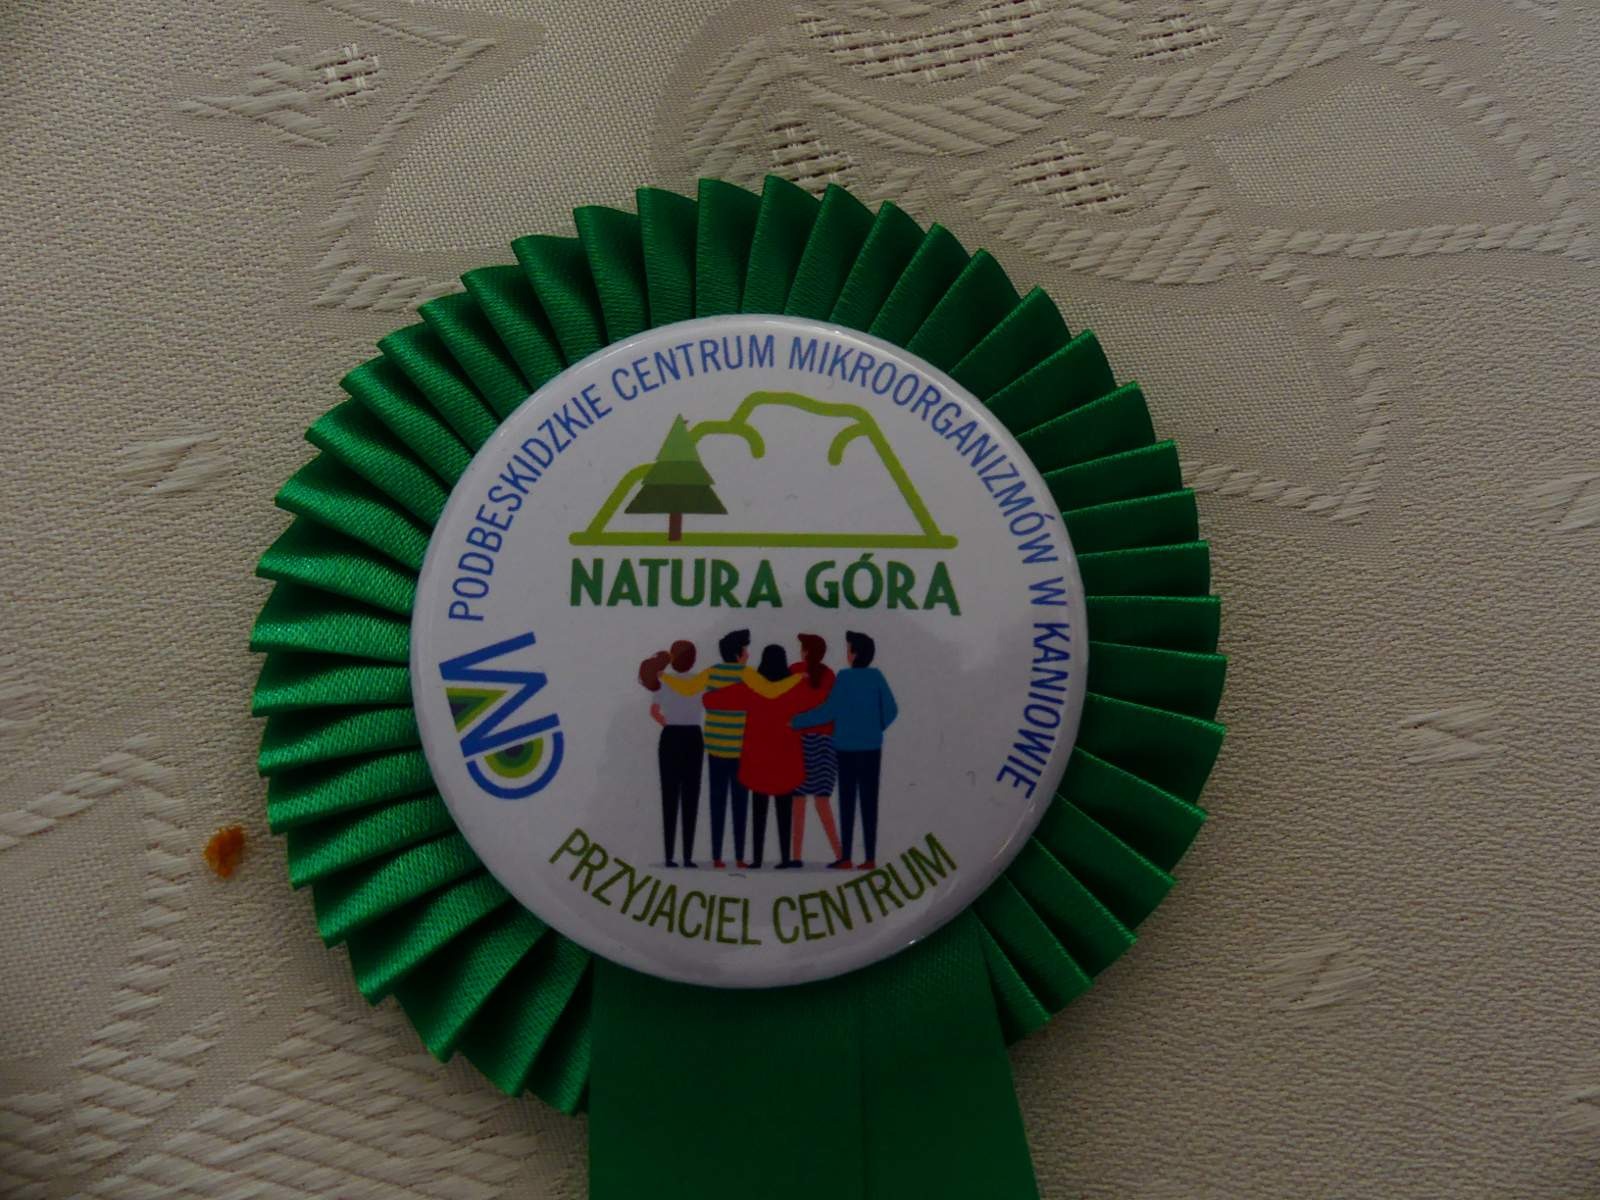 PODBESKIDZKIE CENTRUM MIKROORGANIZMÓW W KANIOWIE
NATURA GÓRA
PRZYJACIEL CENTRUM